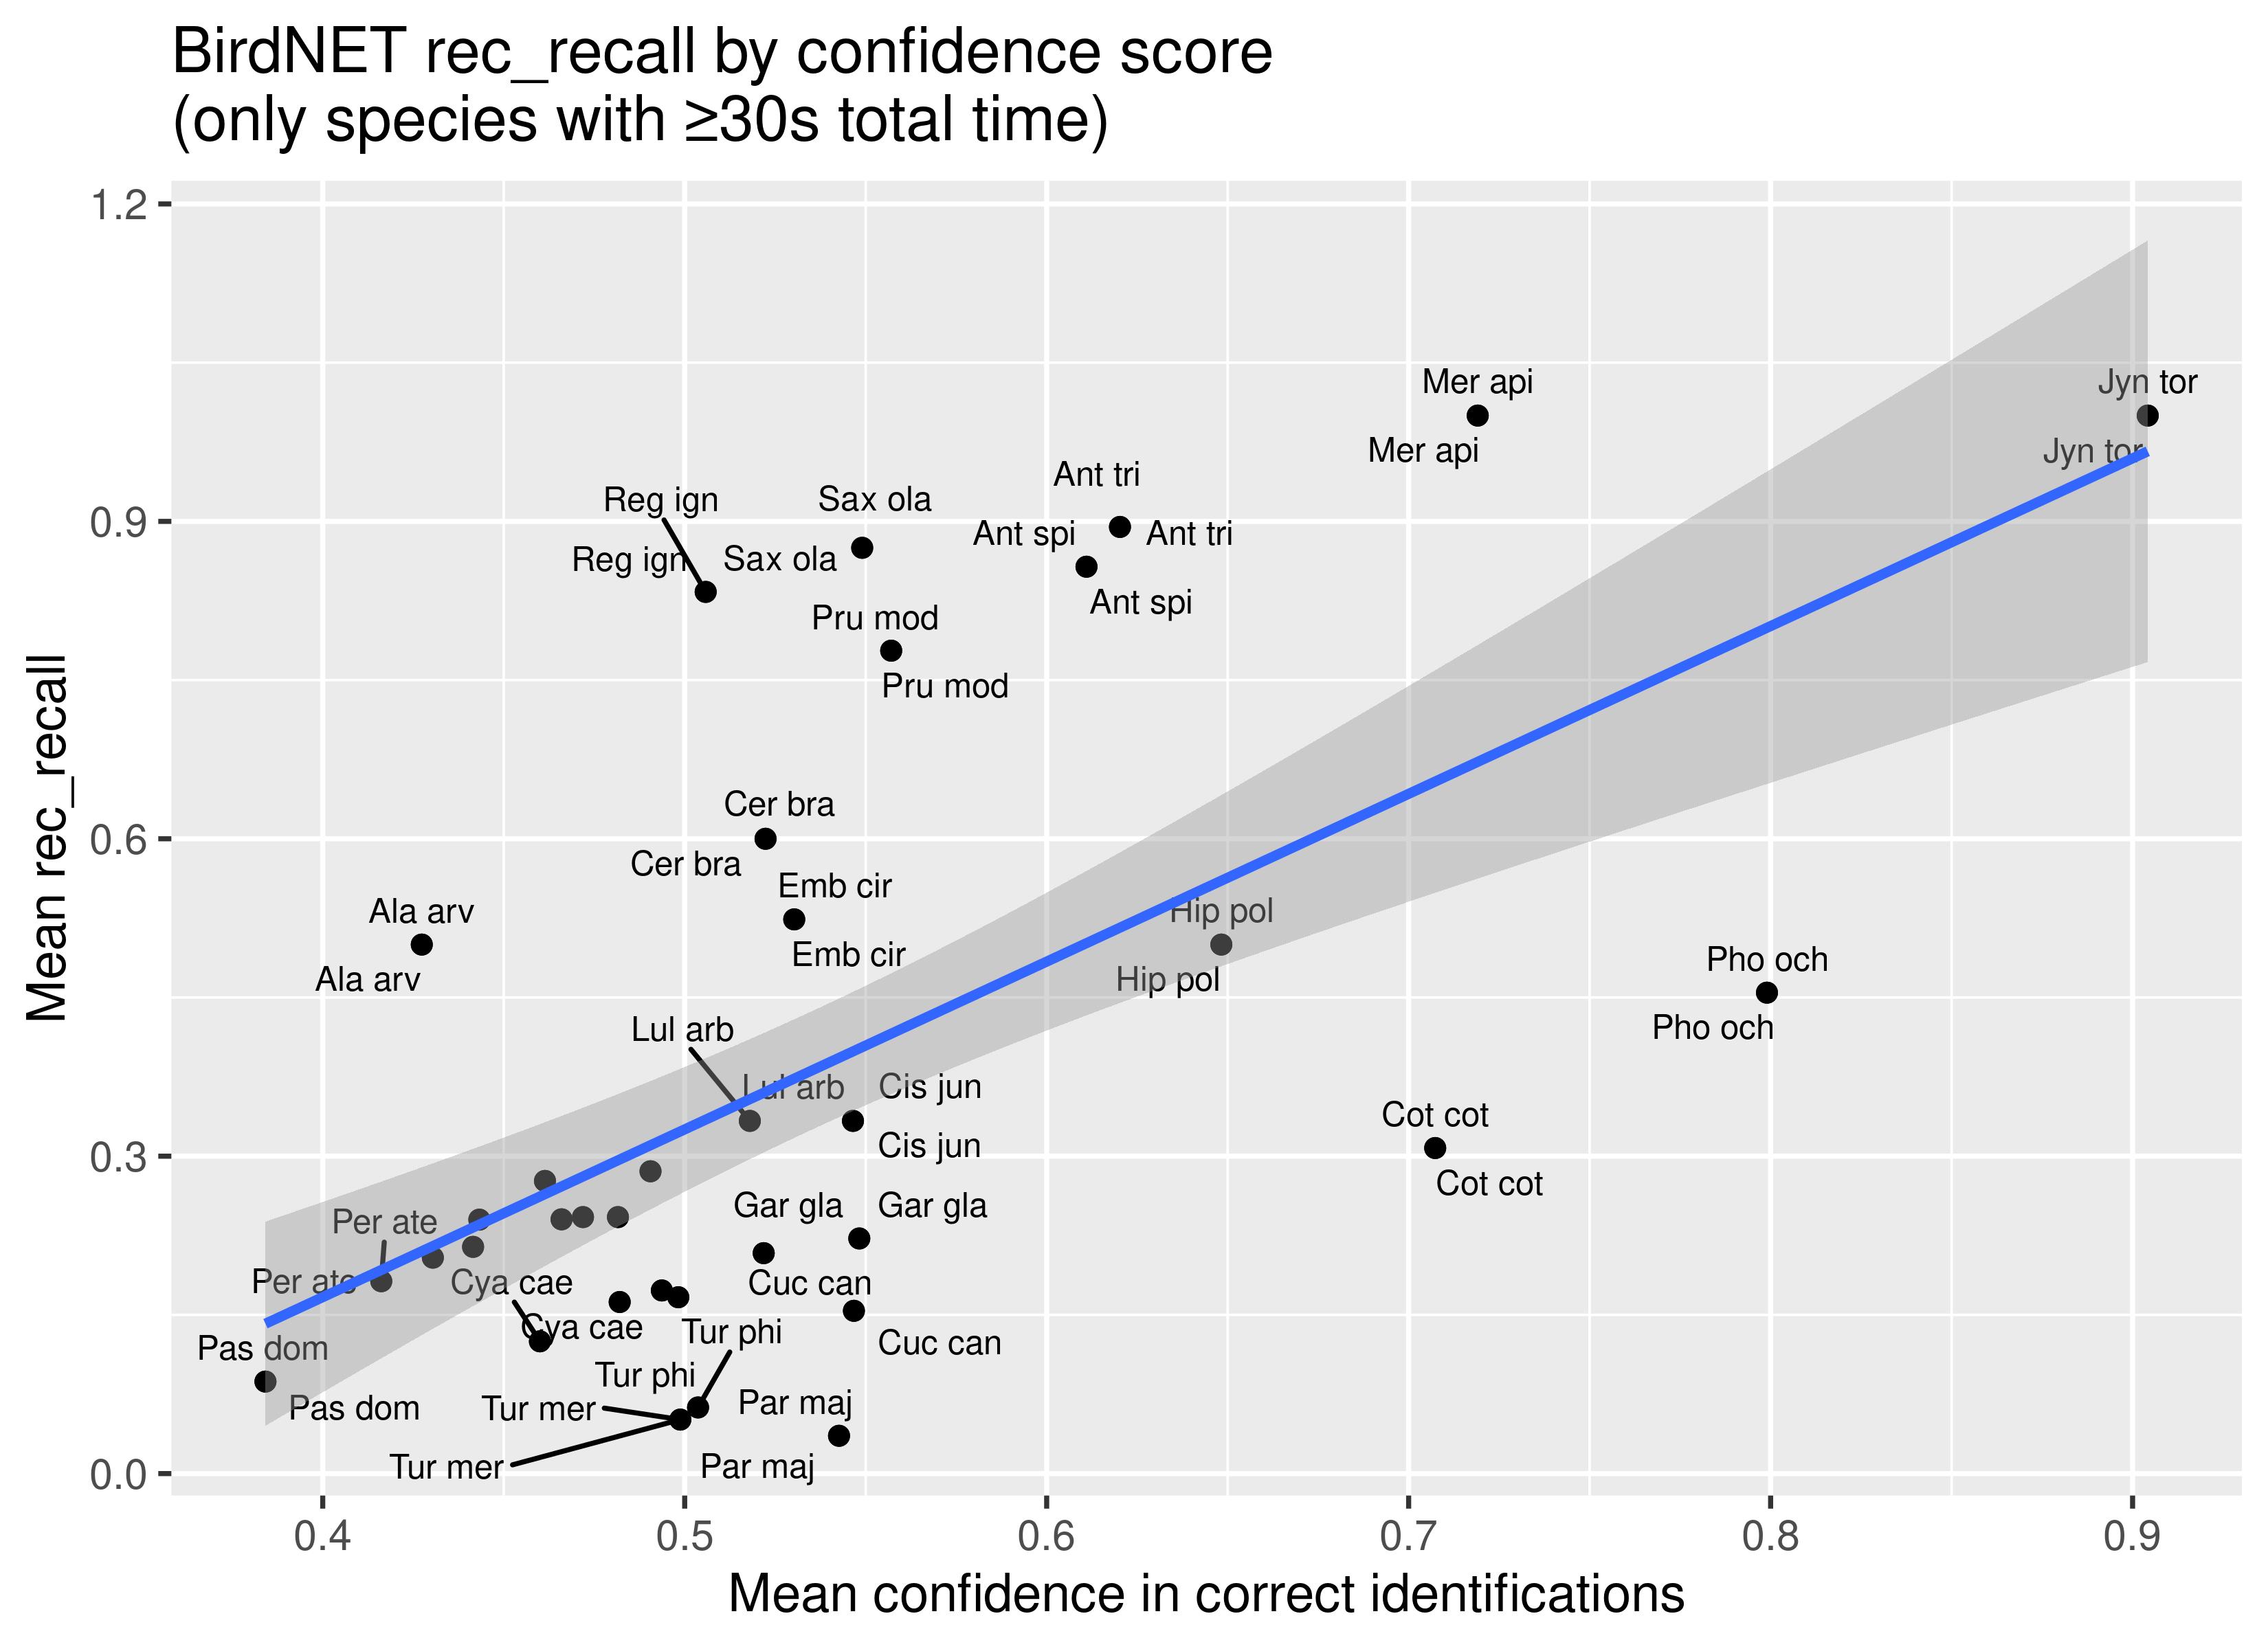 BirdNET rec_recall by confidence score
(only species with ≥30s total time)
1.2
Mer api
Jyn tor
Mer api
Jyn tor
Ant tri
Reg ign
Sax ola
0.9
Ant spi
Ant tri
Reg ign
Sax ola
Ant spi
Pru mod
Pru mod
Mean rec_recall
Cer bra
0.6
Cer bra
Emb cir
Ala arv
Hip pol
Emb cir
Pho och
Ala arv
Hip pol
Lul arb
Pho och
Lul arb
Cis jun
Cot cot
0.3
Cis jun
Cot cot
Per ate
Gar gla
Gar gla
Per ate
Cya cae
Cuc can
Cya cae
Tur phi
Cuc can
Pas dom
Tur phi
Pas dom
Tur mer
Par maj
0.0
Tur mer
Par maj
0.4
0.5
0.6
0.7
0.8
0.9
Mean confidence in correct identifications